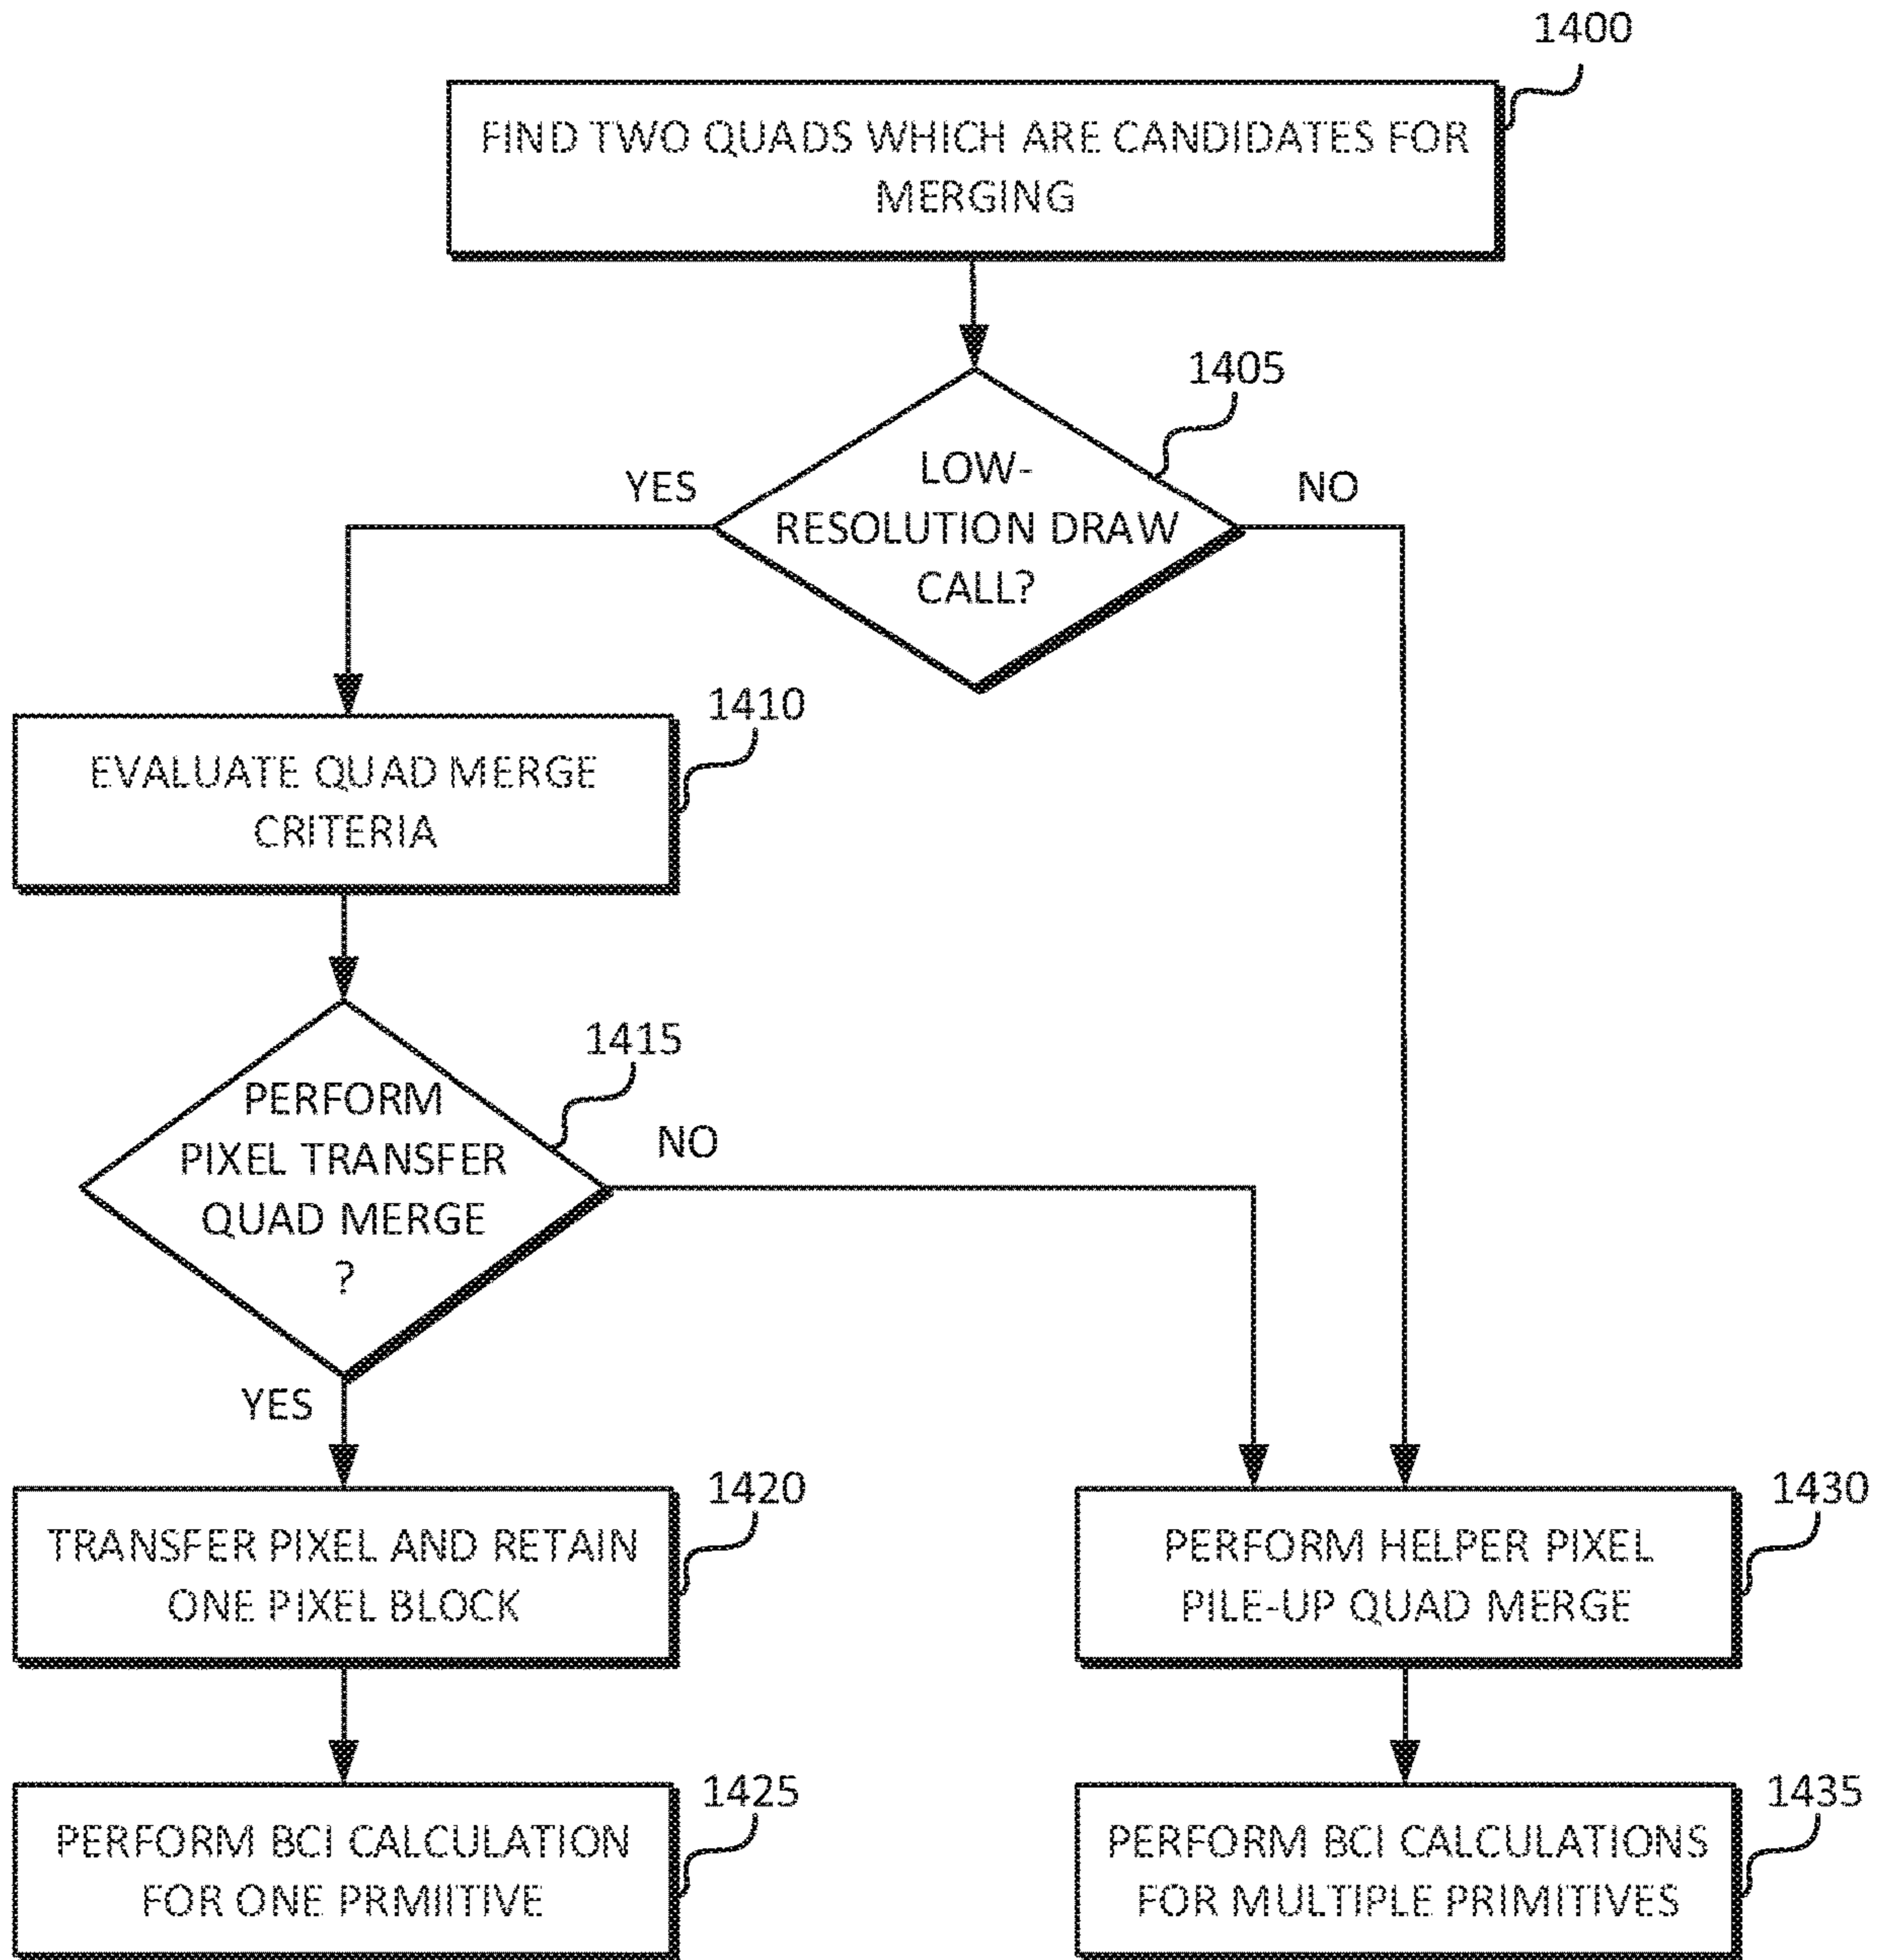 1400
FIND TWO QUADS WHICH ARE CANDIDATES FOR
MERGING
1405
LOW-
RESOLUTION DRAW
CALL?
YES
NO
1410
EVALUATE QUAD MERGE
CRITERIA
1415
PERFORM
PIXEL TRANSFER
QUAD MERGE
?
NO
YES
1420
TRANSFER PIXEL AND RETAIN
ONE PIXEL BLOCK
1430
PERFORM HELPER PIXEL
PILE-UP QUAD MERGE
1425
PERFORM BCI CALCULATION
FOR ONE PRMIITIVE
1435
PERFORM BCI CALCULATIONS
FOR MULTIPLE PRIMITIVES